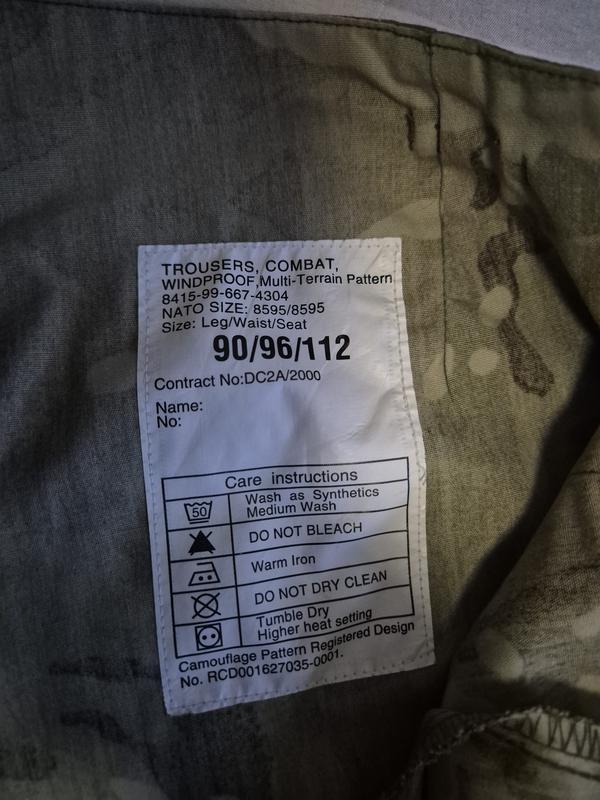 TROUSERS, COMBAT,
WINDPROOF,Multi-Terrain Pattern
8415-99-667-4304
NATO SIZE: 8595/8595
Size: Leg/Waist/Seat
90/96/112
Contract No:DC2A/2000
Name:
No:
Care instructions
50
Wash as Synthetics
Medium Wash
DO NOT BLEACH
Warm Iron
DO NOT DRY CLEAN
Tumble Dry
Higher heat setting
Camouflage Pattern Registered Design
No. RCD001627035-0001.